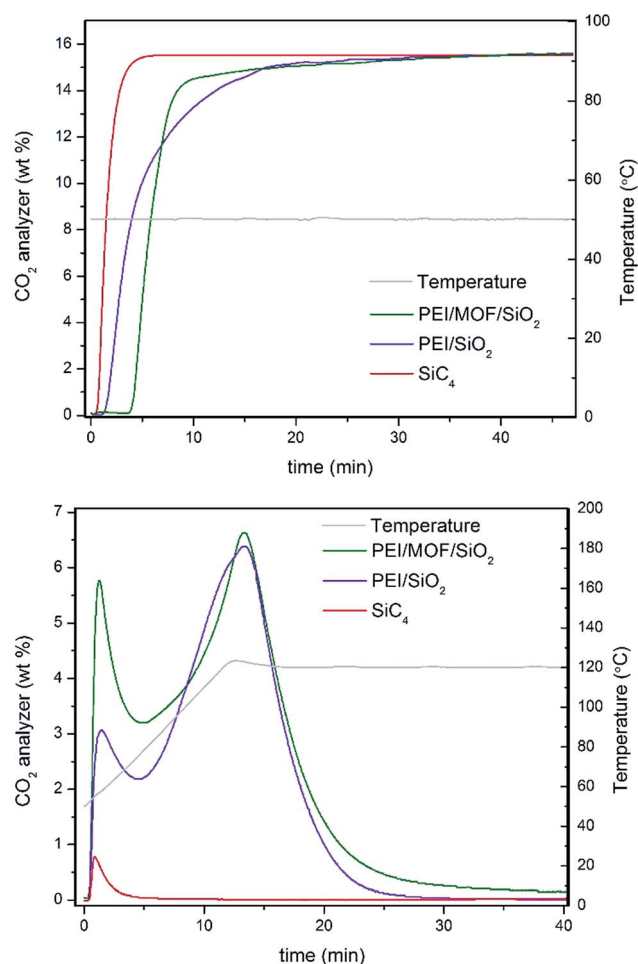 100
16
14
80
12
10
60
8
40
6
4
20
2
0
0
CO₂ analyzer (wt %)
Temperature (°C)
Temperature
PEI/MOF/SiO₂
PEI/SiO₂
SiC₄
0 10 20 30 40
time (min)
7
200
180
6
160
5
140
4
120
100
3
80
2
60
40
1
20
0
0
CO₂ analyzer (wt %)
Temperature (°C)
Temperature
PEI/MOF/SiO₂
PEI/SiO₂
SiC₄
0 10 20 30 40
time (min)